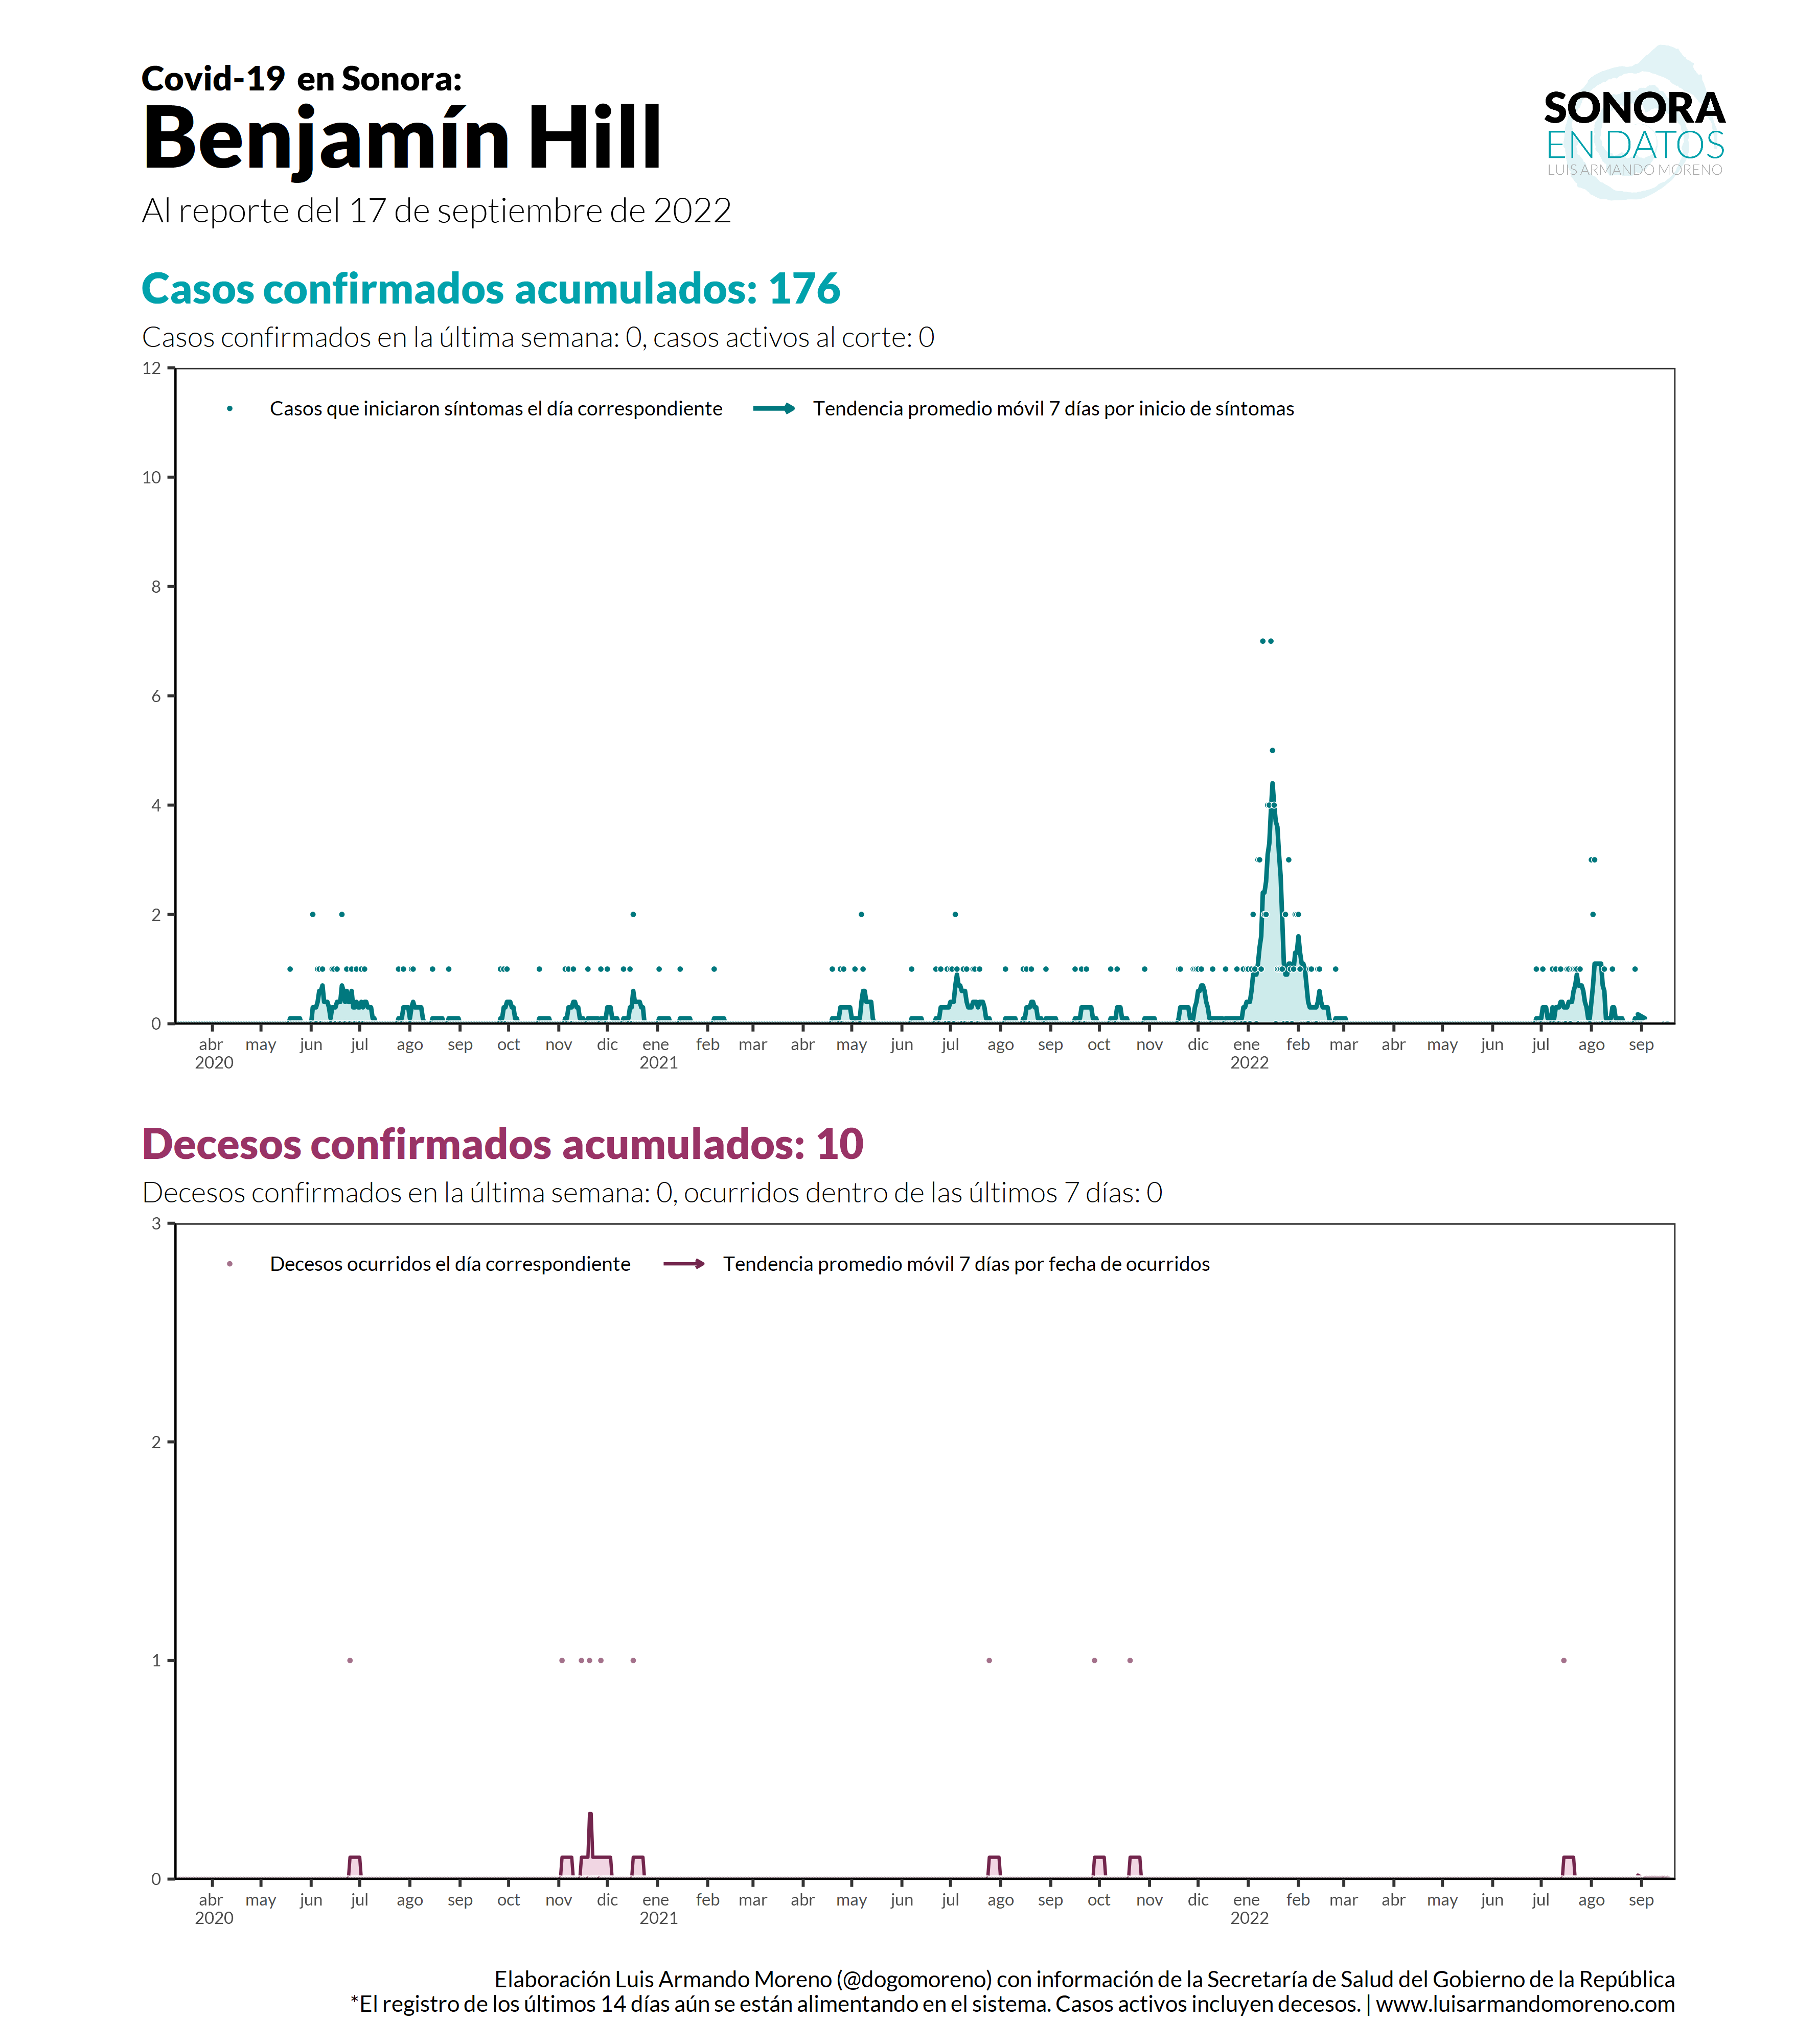 Covid-19 en Sonora:
Benjamín Hill
Al reporte del 17 de septiembre de 2022
SONORA
EN DATOS
LUIS ARMANDO MORENO
Casos confirmados acumulados: 176
Casos confirmados en la última semana: 0, casos activos al corte: 0
12
Casos que iniciaron síntomas el día correspondiente Tendencia promedio móvil 7 días por inicio de síntomas
10
8
6
4
2
0
abr may jun jul ago sep oct nov dic ene feb mar abr may jun jul ago sep oct nov dic ene feb mar abr may jun jul ago sep
2020 2021 2022
Decesos confirmados acumulados: 10
Decesos confirmados en la última semana: 0, ocurridos dentro de las últimos 7 días: 0
3
Decesos ocurridos el día correspondiente Tendencia promedio móvil 7 días por fecha de ocurridos
2
1
0
abr may jun jul ago sep oct nov dic ene feb mar abr may jun jul ago sep oct nov dic ene feb mar abr may jun jul ago sep
2020 2021 2022
Elaboración Luis Armando Moreno (@dogomoreno) con información de la Secretaría de Salud del Gobierno de la República
*El registro de los últimos 14 días aún se están alimentando en el sistema. Casos activos incluyen decesos. | www.luisarmandomoreno.com